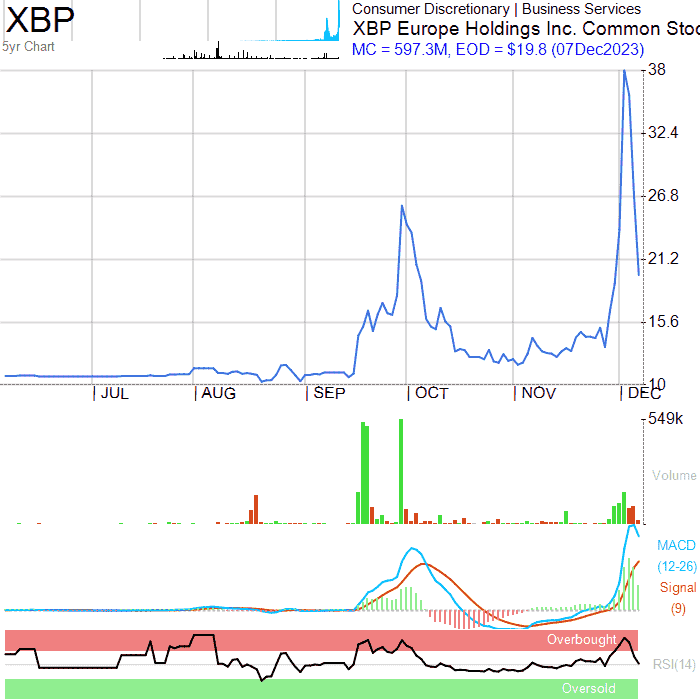 XBP
5yr Chart
Consumer Discretionary | Business Services
XBP Europe Holdings Inc. Common Stoc
MC = 597.3M, EOD = $19.8 (07Dec2023)
38
32.4
26.8
21.2
15.6
10
JUL
AUG
SEP
OCT
NOV
DEC
549k
Volume
MACD
(12-26)
Signal
(9)
Overbought
RSI(14)
Oversold